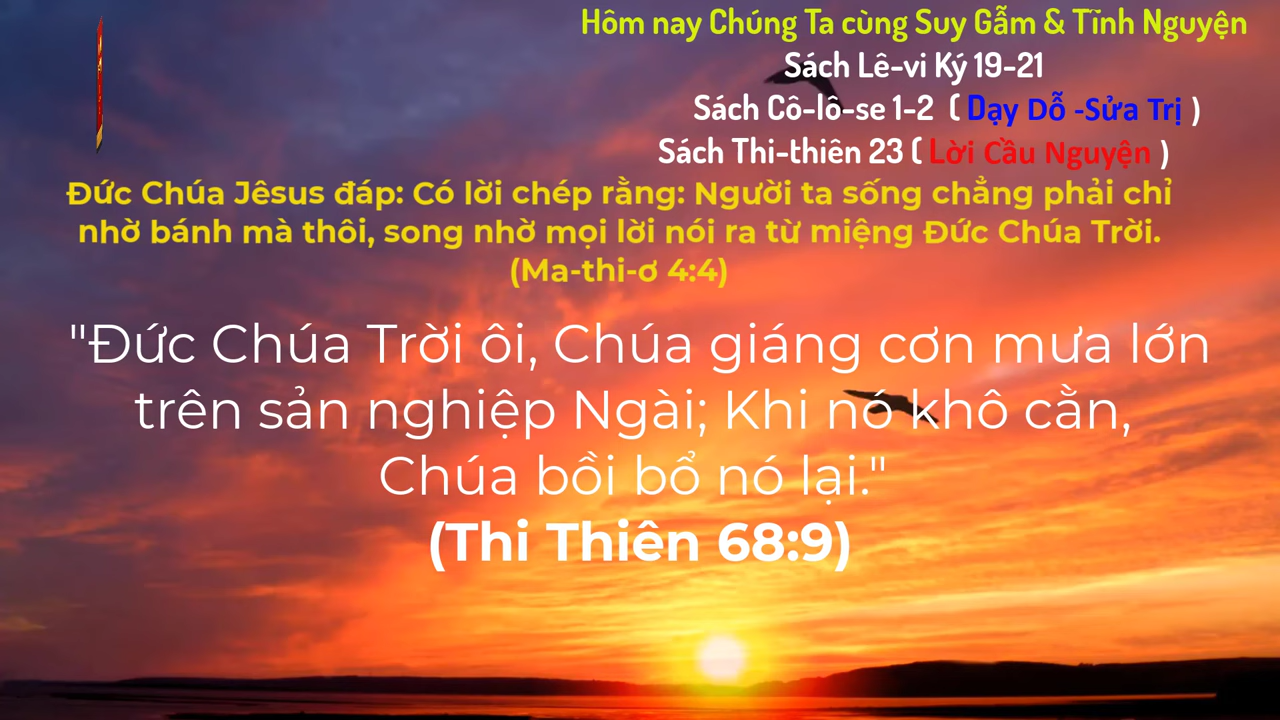 Hôm nay Chúng Ta cùng Suy Gẫm & Tĩnh Nguyện
Sách Lê-vi Ký 19-21
Sách Cô-lô-se 1-2 ( Dạy Dỗ -Sửa Trị )
Sách Thi-thiên 23 ( Lời Cầu Nguyện )
Đức Chúa Jêsus đáp: Có lời chép rằng: Người ta sống chẳng phải chỉ
nhờ bánh mà thôi, song nhờ mọi lời nói ra từ miệng Đức Chúa Trời.
(Ma-thi-ơ 4:4)
"Đức Chúa Trời ôi, Chúa giáng cơn mưa lớn
trên sản nghiệp Ngài; Khi nó khô cằn,
Chúa bồi bổ nó lại."
(Thi Thiên 68:9)